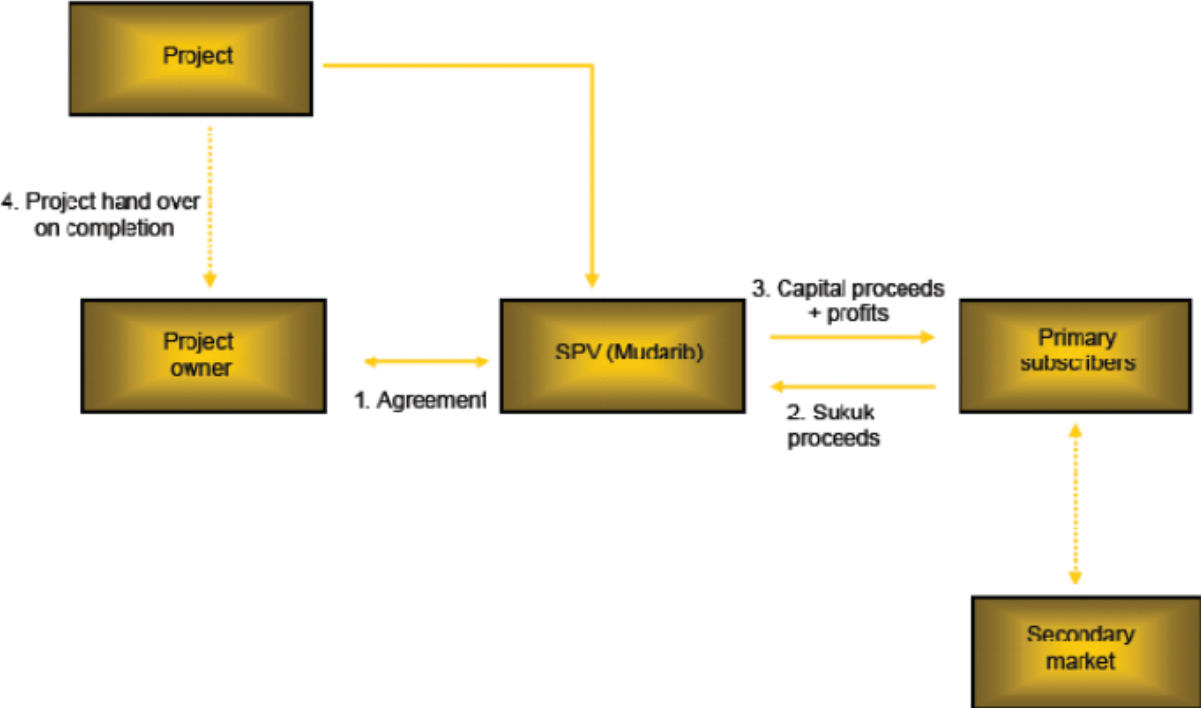 Project
4. Project hand over
on completion
Project
owner
1. Agreement
SPV (Mudarib)
3. Capital proceeds
+ profits
2. Sukuk
proceeds
Primary
subscribers
Secondary
market